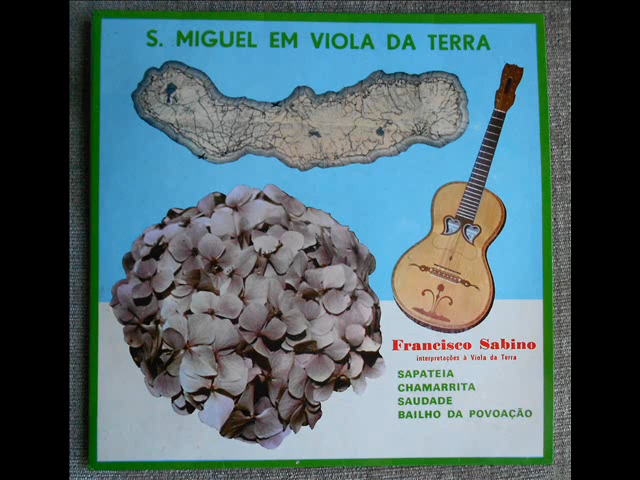 S. MIGUEL EM VIOLA DA TERRA
Francisco Sabino
interpretações à Viola da Terra
SAPATEIA
CHAMARRITA
SAUDADE
BAILHO DA POVOAÇÃO